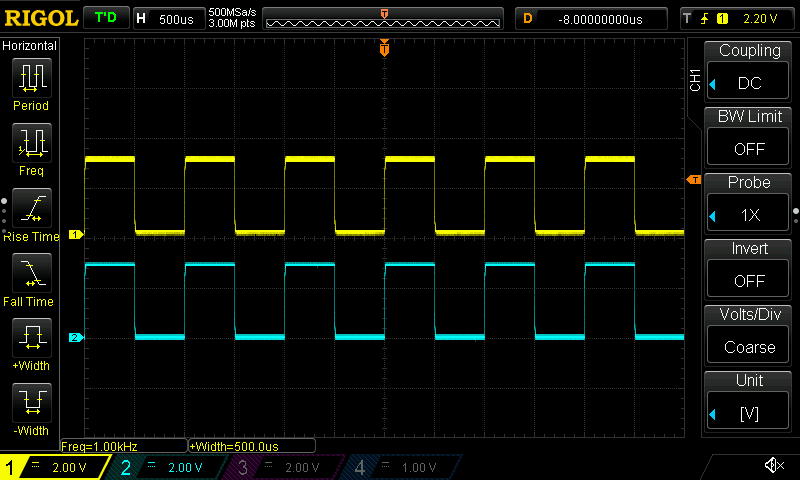 RIGOL
T'D
H 500us
500MSa/s
3.00M pts
T
D -8.00000000us
T 1 2.20 V
Horizontal
Period
Freq
Rise Time
Fall Time
+Width
-Width
T
T
1
2
CH1
Coupling
DC
BW Limit
OFF
Probe
1X
Invert
OFF
Volts/Div
Coarse
Unit
[V]
Freq=1.00kHz
+Width=500.0us
1 2.00 V
2 2.00 V
3 2.00 V
4 1.00 V